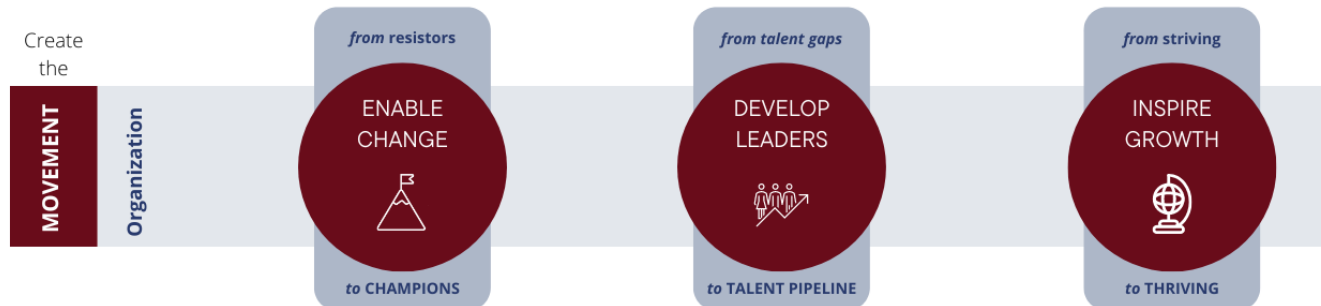 Create
the
MOVEMENT
Organization
from resistors
ENABLE
CHANGE
to CHAMPIONS
from talent gaps
DEVELOP
LEADERS
to TALENT PIPELINE
from striving
INSPIRE
GROWTH
to THRIVING